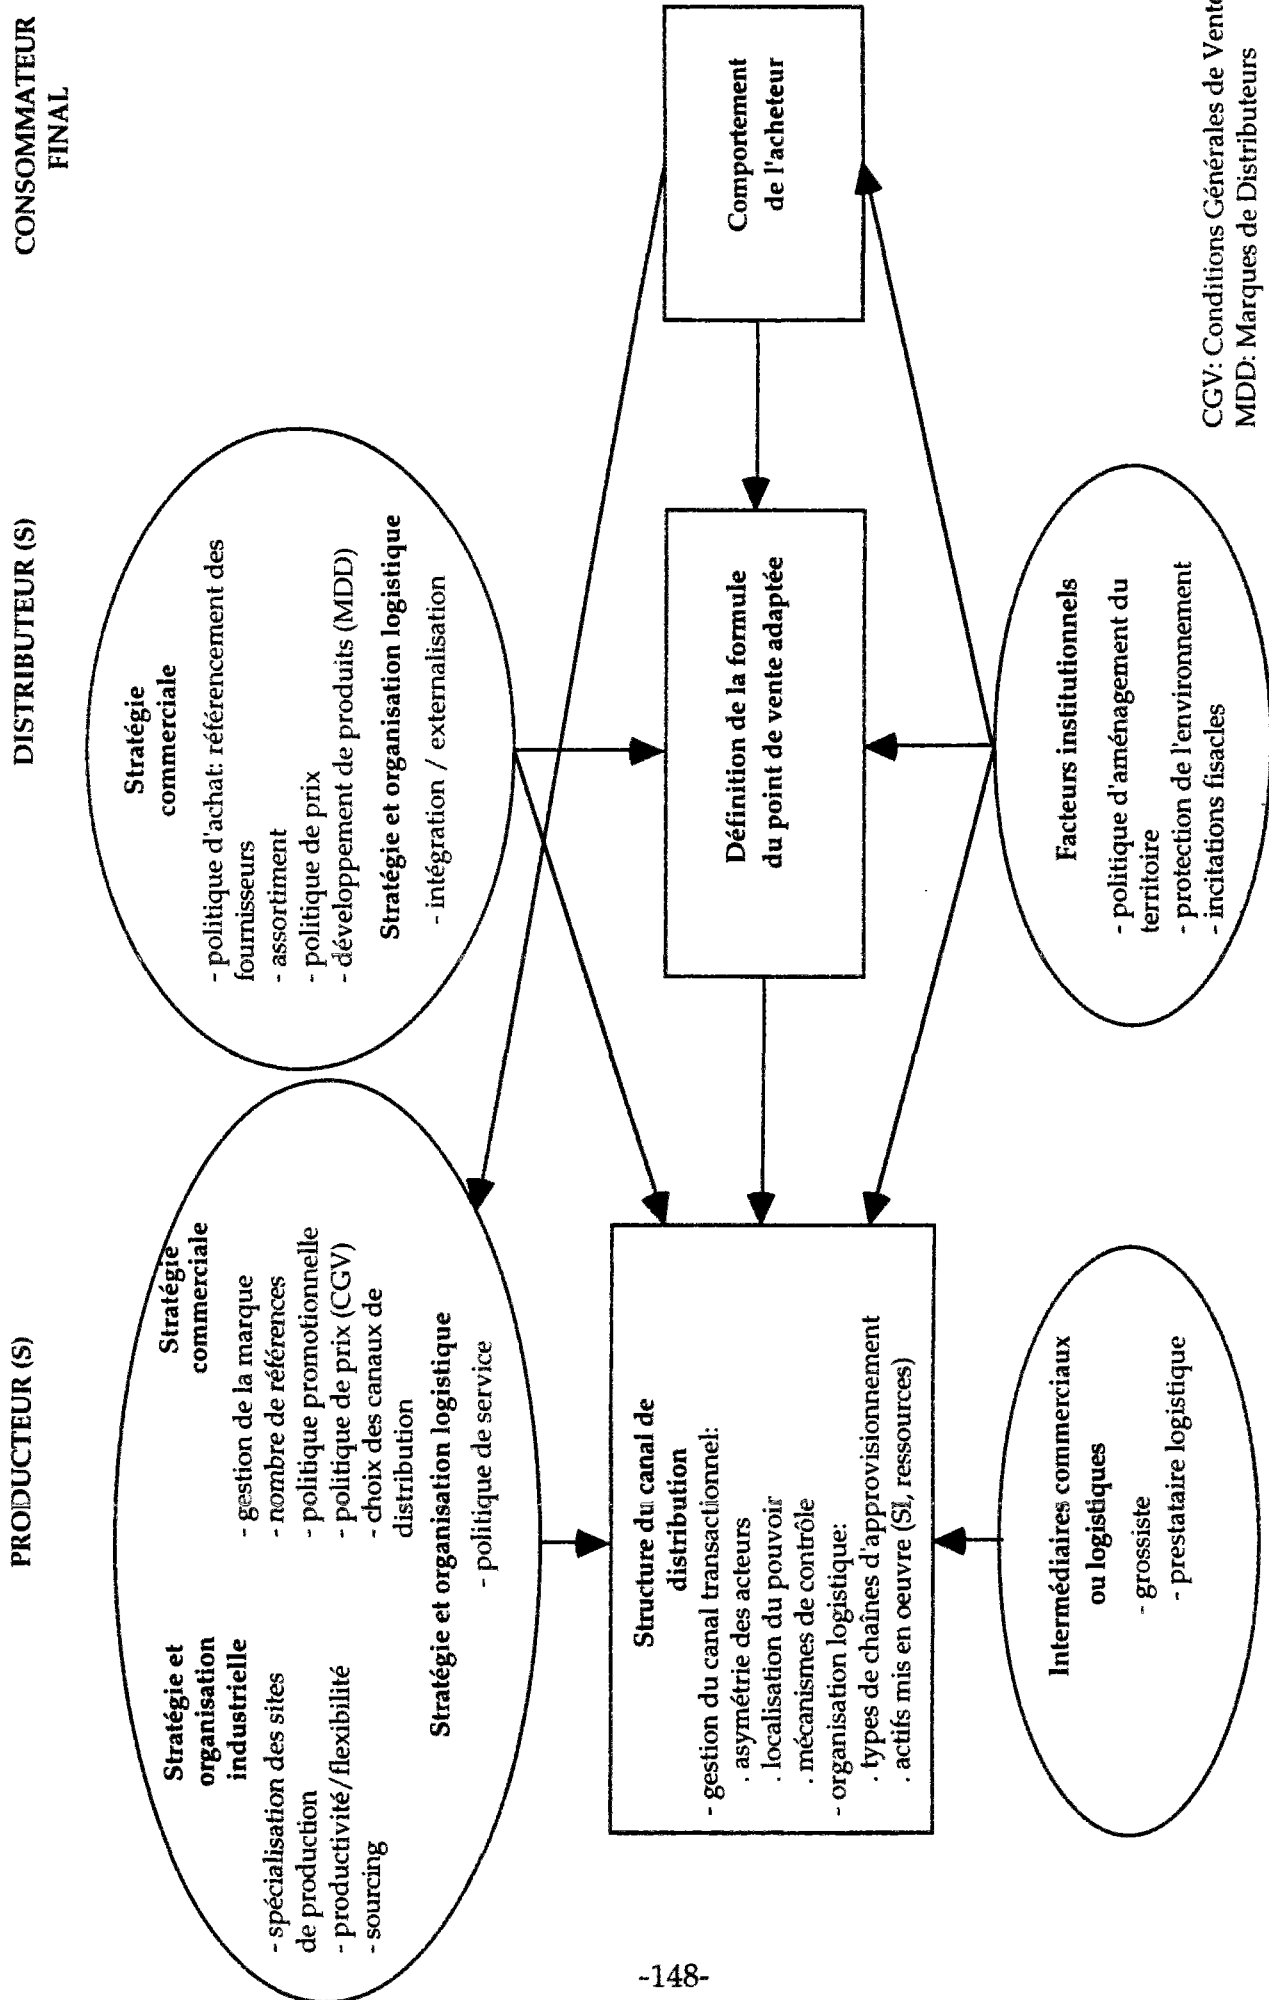 PRODUCTEUR (S)
DISTRIBUTEUR (S)
CONSOMMATEUR
FINAL
Stratégie et
organisation
industrielle
- spécialisation des sites
de production
- productivité/flexibilité
- sourcing
Stratégie
commerciale
- gestion de la marque
- nombre de références
- politique promotionnelle
- politique de prix (CGV)
- choix des canaux de
distribution
Stratégie et organisation logistique
- politique de service
Stratégie
commerciale
- politique d'achat: référencement des
fournisseurs
- assortiment
- politique de prix
- développement de produits (MDD)
Stratégie et organisation logistique
- intégration / externalisation
Structure du canal de
distribution
- gestion du canal transactionnel:
. asymétrie des acteurs
. localisation du pouvoir
. mécanismes de contrôle
- organisation logistique:
. types de chaînes d'approvisionnement
. actifs mis en oeuvre (SI, ressources)
Définition de la formule
du point de vente adaptée
Comportement
de l'acheteur
Intermédiaires commerciaux
ou logistiques
- grossiste
- prestataire logistique
Facteurs institutionnels
- politique d'aménagement du
territoire
- protection de l'environnement
- incitations fisacles
CGV: Conditions Générales de Vente
MDD: Marques de Distributeurs
-148-